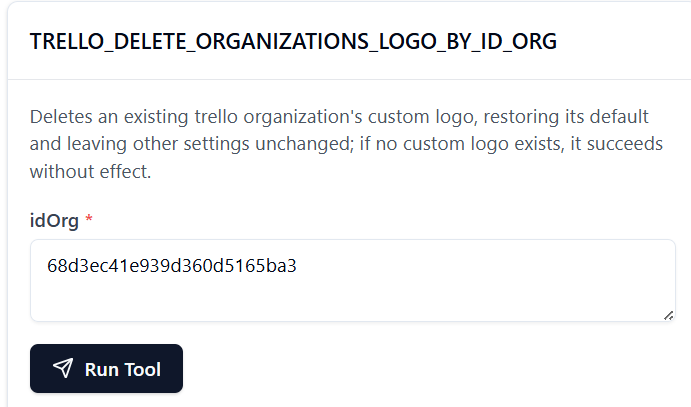 TRELLO_DELETE_ORGANIZATIONS_LOGO_BY_ID_ORG
Deletes an existing trello organization's custom logo, restoring its default
and leaving other settings unchanged; if no custom logo exists, it succeeds
without effect.
idOrg *
68d3ec41e939d360d5165ba3
Run Tool